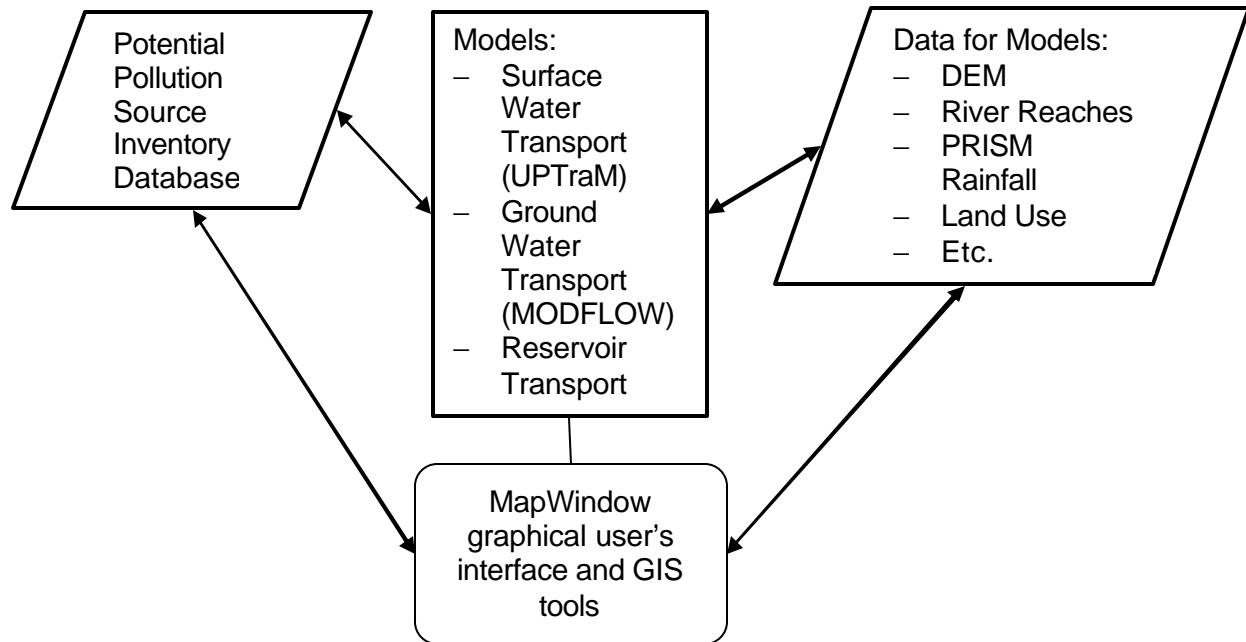 Potential
Pollution
Source
Inventory
Database
Models:
– Surface
Water
Transport
(UPTraM)
– Ground
Water
Transport
(MODFLOW)
– Reservoir
Transport
Data for Models:
– DEM
– River Reaches
– PRISM
Rainfall
– Land Use
– Etc.
MapWindow
graphical user’s
interface and GIS
tools